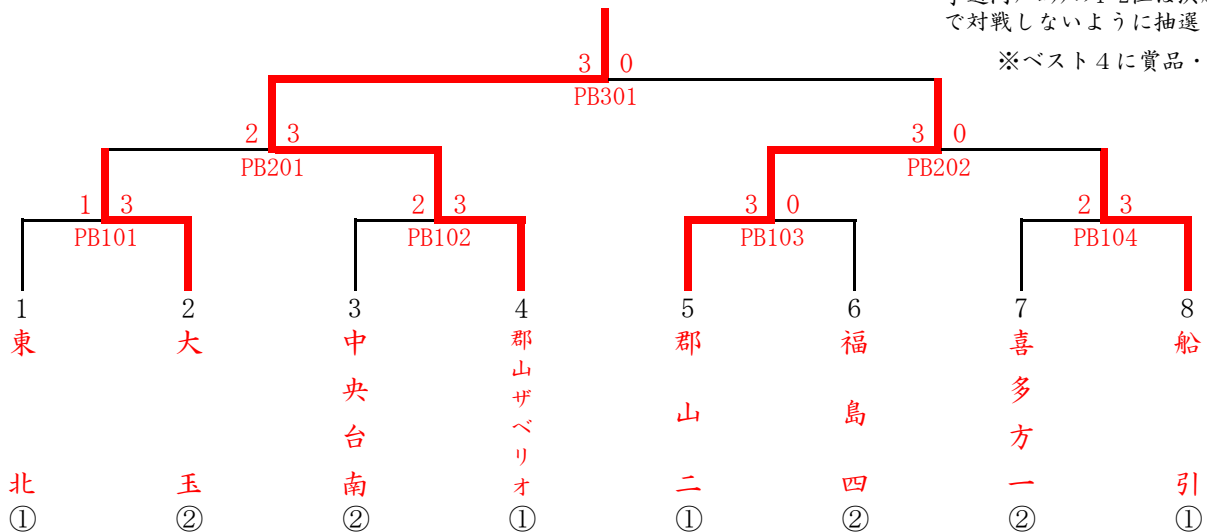 で対戦しないように抽選
※ベスト４に賞品・
3 0
PB301
2 3
PB201
3 0
PB202
1 3
PB101
2 3
PB102
3 0
PB103
2 3
PB104
1 2 3 4 5 6 7 8
東北
大玉
中央台南
郡山ザベリオ
郡山二
福島四
喜多方一
船引
① ② ② ① ① ② ② ①